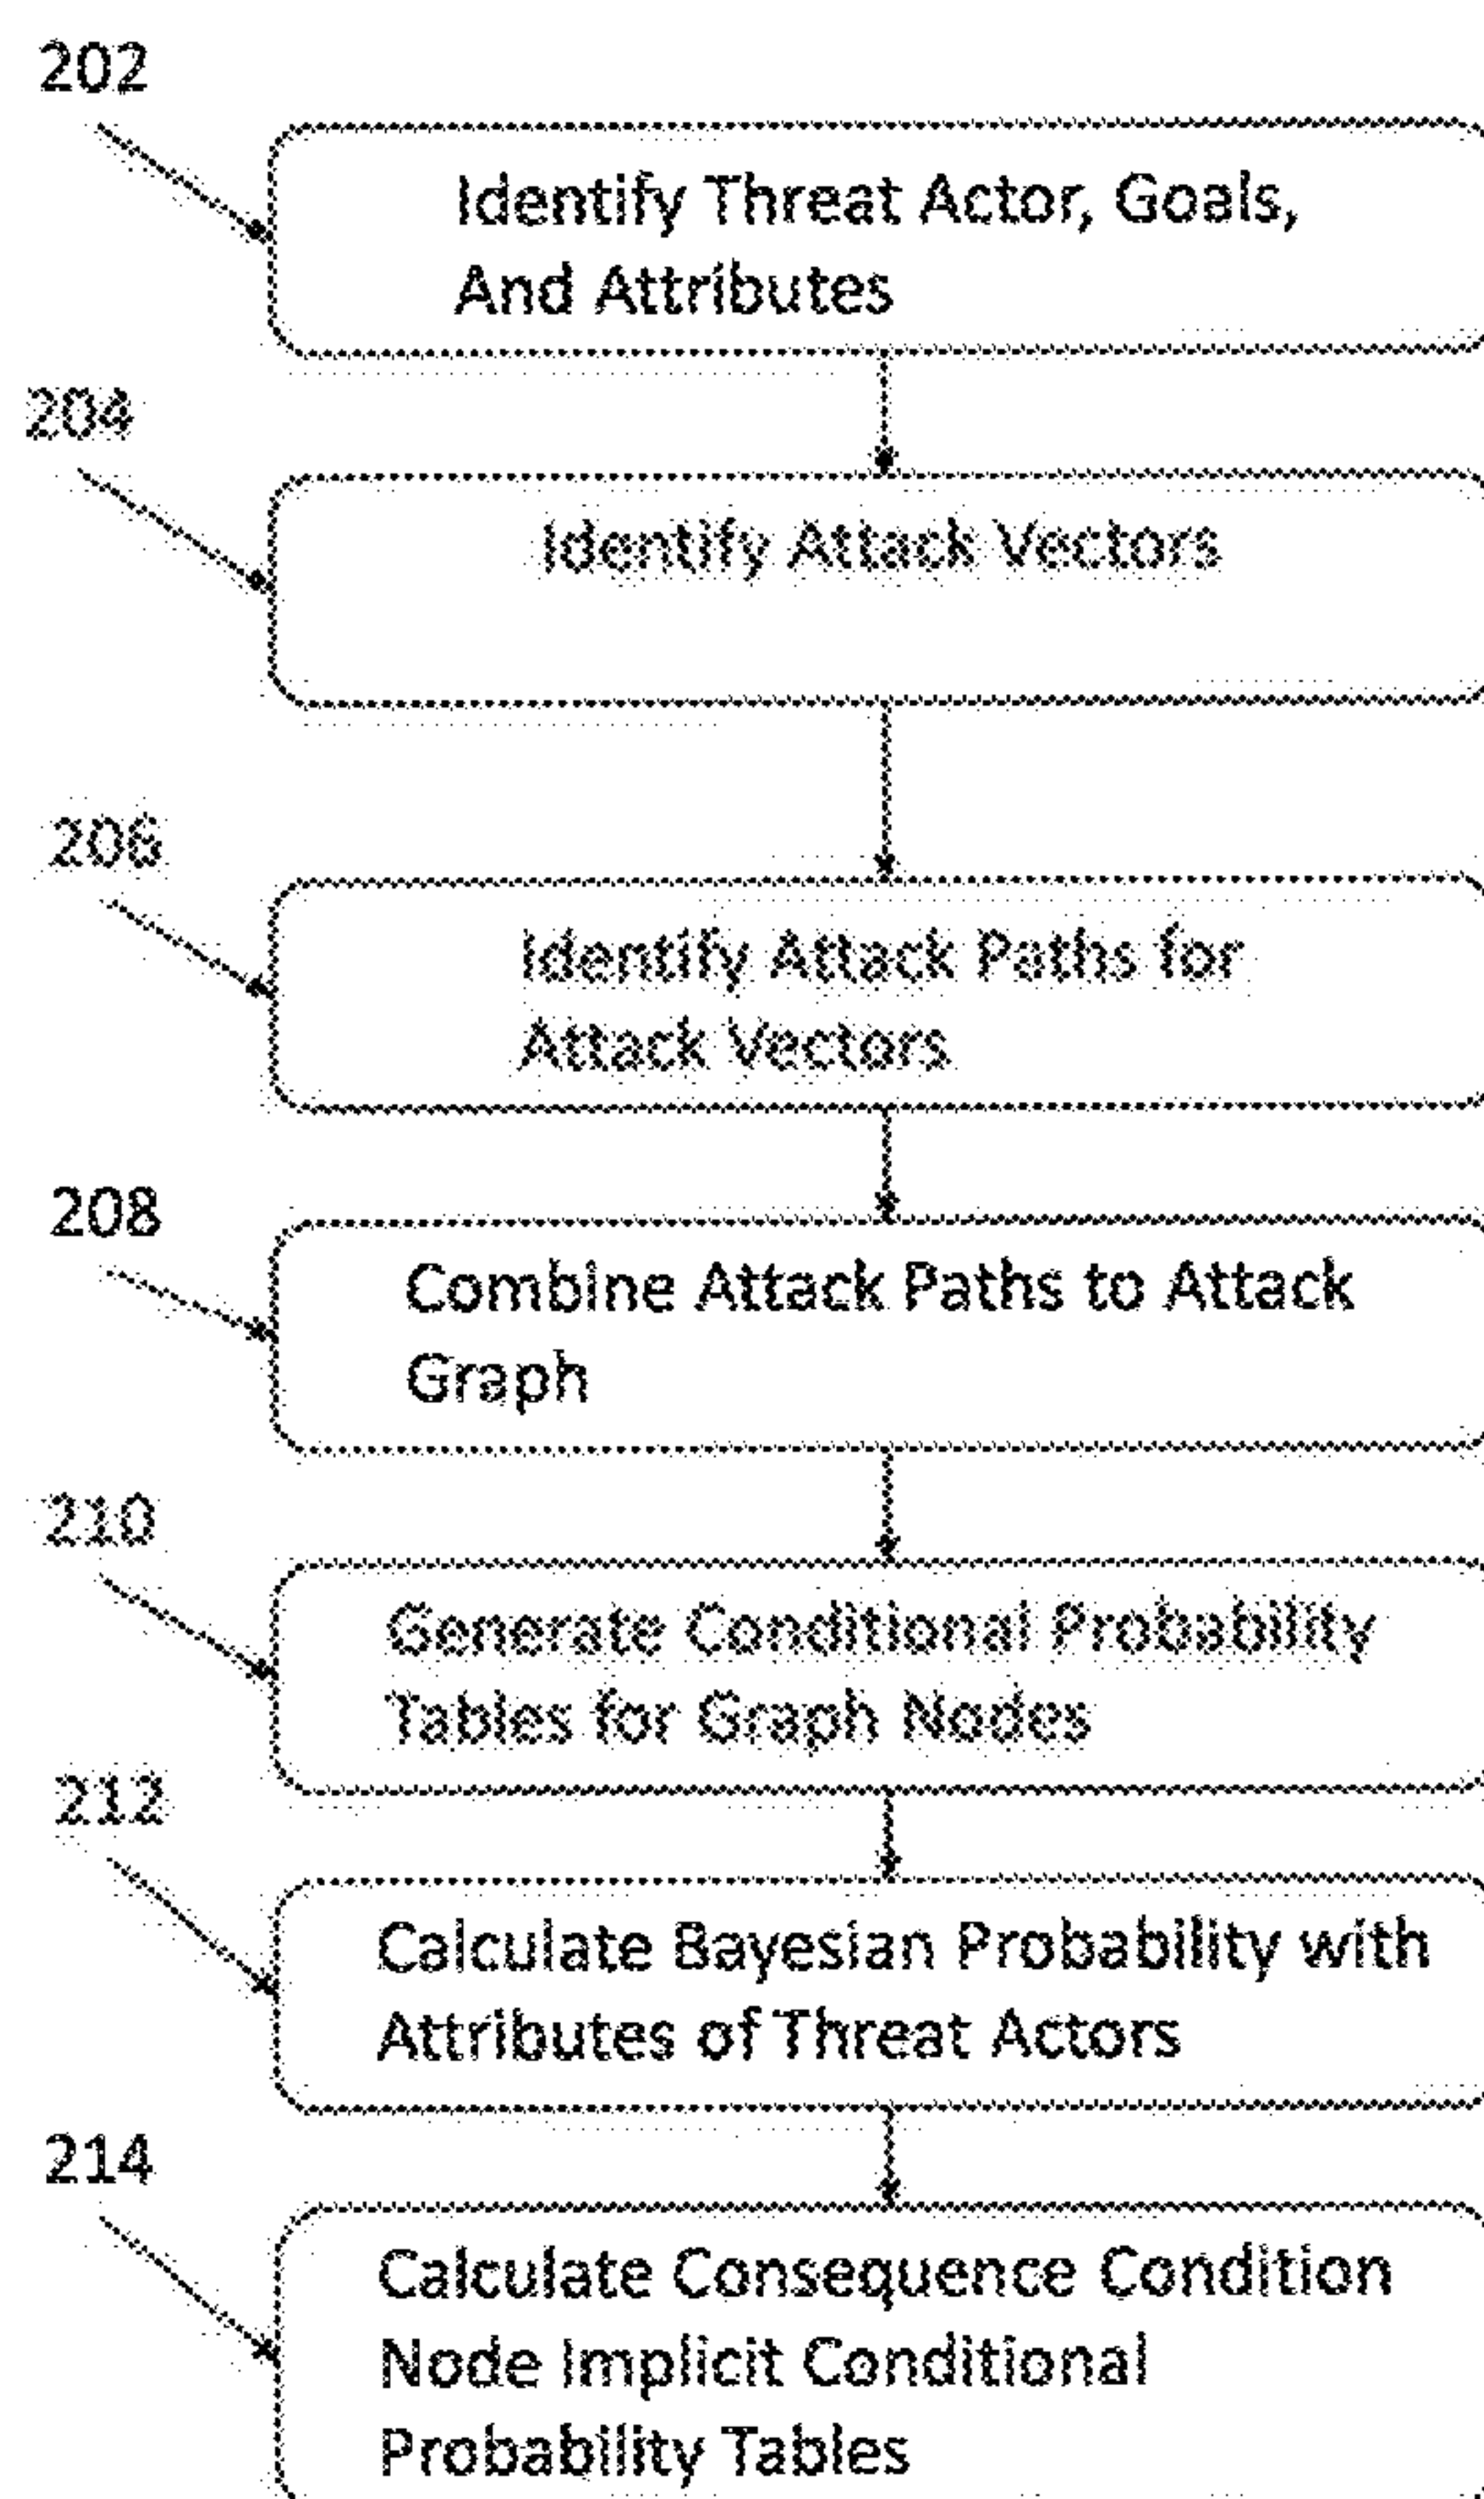 202
Identify Threat Actor, Goals,
And Attributes
204
Identify Attack Vectors
206
Identify Attack Paths for
Attack Vectors
208
Combine Attack Paths to Attack
Graph
210
Generate Conditional Probability
Tables for Graph Nodes
212
Calculate Bayesian Probability with
Attributes of Threat Actors
214
Calculate Consequence Condition
Node Implicit Conditional
Probability Tables